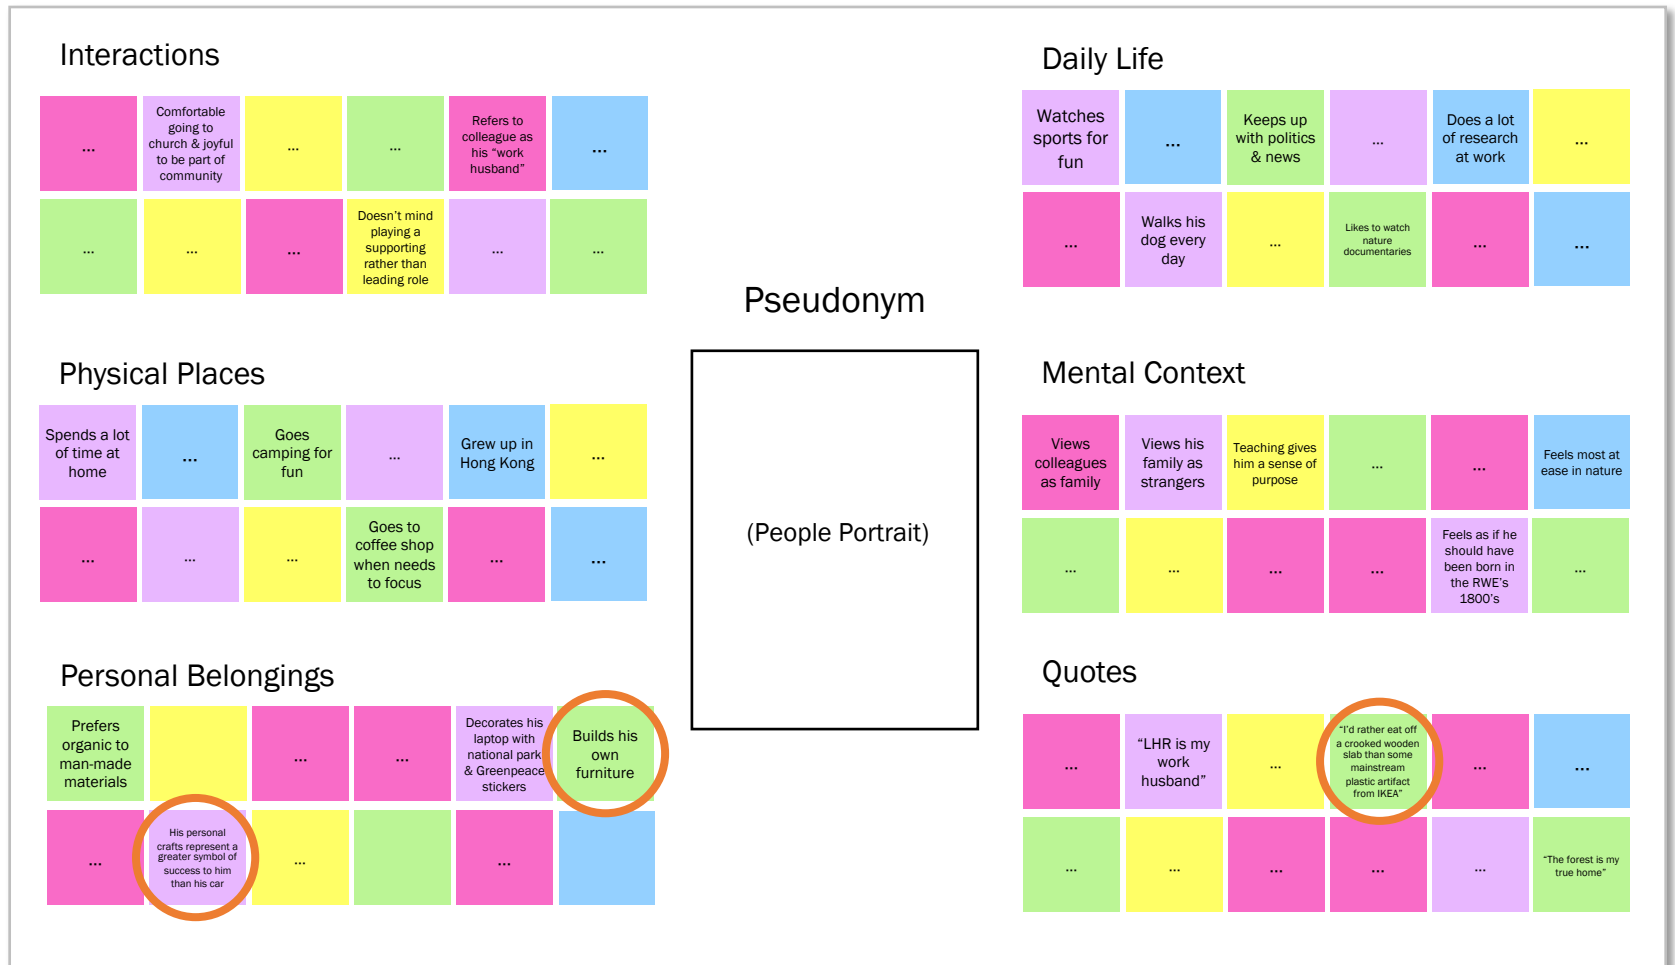 Interactions
...
Comfortable
going to
church & joyful
to be part of
community
...
...
Refers to
colleague as
his "work
husband"
...
...
...
...
Doesn't mind
playing a
supporting
rather than
leading role
...
...
Physical Places
Spends a lot
of time at
home
...
Goes
camping for
fun
...
Grew up in
Hong Kong
...
...
...
...
Goes to
coffee shop
when needs
to focus
...
...
Personal Belongings
Prefers
organic to
man-made
materials
...
...
Decorates his
laptop with
national park
& Greenpeace
stickers
Builds his
own
furniture
...
His personal
crafts represent a
greater symbol of
success to him
than his car
...
...
Pseudonym
(People Portrait)
Daily Life
Watches
sports for
fun
...
Keeps up
with politics
& news
...
Does a lot
of research
at work
...
...
Walks his
dog every
day
...
Likes to watch
nature
documentaries
...
...
Mental Context
Views
colleagues
as family
Views his
family as
strangers
Teaching gives
him a sense of
purpose
...
...
Feels most at
ease in nature
...
...
...
...
Feels as if he
should have
been born in
the RWE's
1800's
...
Quotes
...
"LHR is my
work
husband"
...
"I'd rather eat off
a crooked wooden
slab than some
mainstream
plastic artifact
from IKEA"
...
...
...
...
...
...
...
"The forest is my
true home"